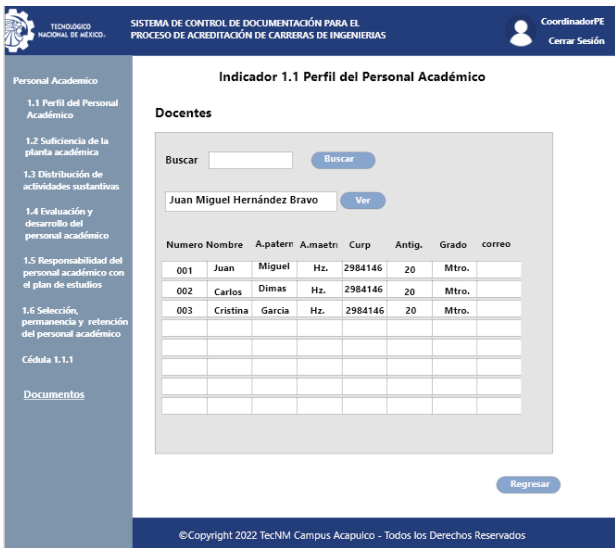 TECNOLÓGICO
NACIONAL DE MÉXICO®
SISTEMA DE CONTROL DE DOCUMENTACIÓN PARA EL
PROCESO DE ACREDITACIÓN DE CARRERAS DE INGENIERIAS
CoordinadorPE
Cerrar Sesión
Personal Academico
1.1 Perfil del Personal
Académico
1.2 Suficiencia de la
planta académica
1.3 Distribución de
actividades sustantivas
1.4 Evaluación y
desarrollo del
personal académico
1.5 Responsabilidad del
personal académico con
el plan de estudios
1.6 Selección,
permanencia y retención
del personal académico
Cédula 1.1.1
Documentos
Indicador 1.1 Perfil del Personal Académico
Docentes
Buscar Buscar
Juan Miguel Hernández Bravo Ver
Numero Nombre A.patern A.maetr Curp Antig. Grado correo
001 Juan Miguel Hz. 2984146 20 Mtro.
002 Carlos Dimas Hz. 2984146 20 Mtro.
003 Cristina Garcia Hz. 2984146 20 Mtro.
Regresar
©Copyright 2022 TecNM Campus Acapulco - Todos los Derechos Reservados